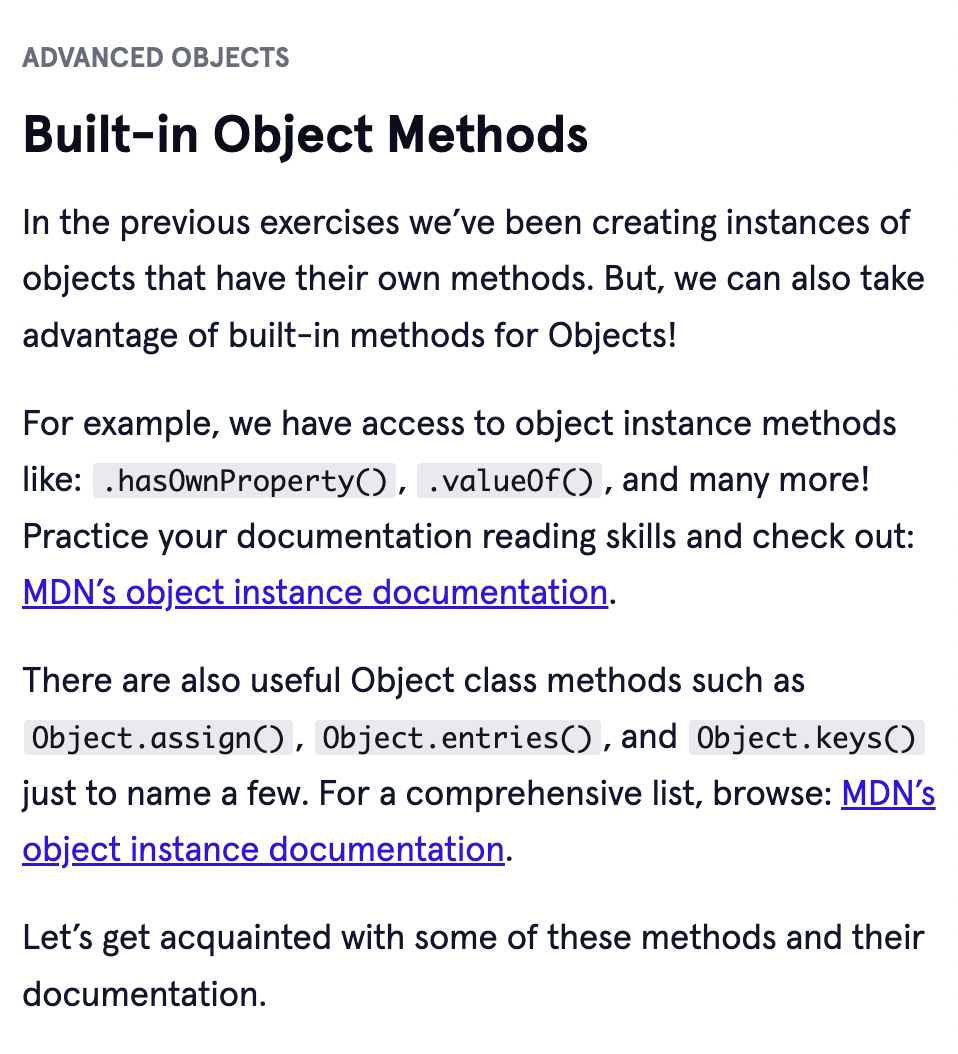 ADVANCED OBJECTS
Built-in Object Methods
In the previous exercises we’ve been creating instances of
objects that have their own methods. But, we can also take
advantage of built-in methods for Objects!
For example, we have access to object instance methods
like: .hasOwnProperty(), .valueOf(), and many more!
Practice your documentation reading skills and check out:
MDN’s object instance documentation.
There are also useful Object class methods such as
Object.assign(), Object.entries(), and Object.keys()
just to name a few. For a comprehensive list, browse: MDN’s
object instance documentation.
Let’s get acquainted with some of these methods and their
documentation.